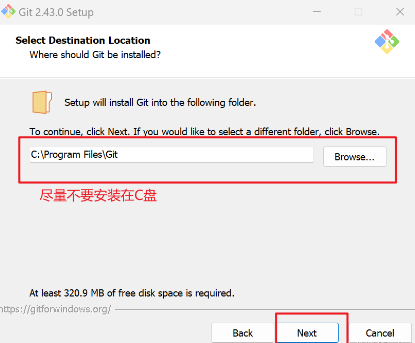 Git 2.43.0 Setup
Select Destination Location
Where should Git be installed?
Setup will install Git into the following folder.
To continue, click Next. If you would like to select a different folder, click Browse.
C:\Program Files\Git
Browse...
尽量不要安装在C盘
At least 320.9 MB of free disk space is required.
https://gitforwindows.org/
Back
Next
Cancel